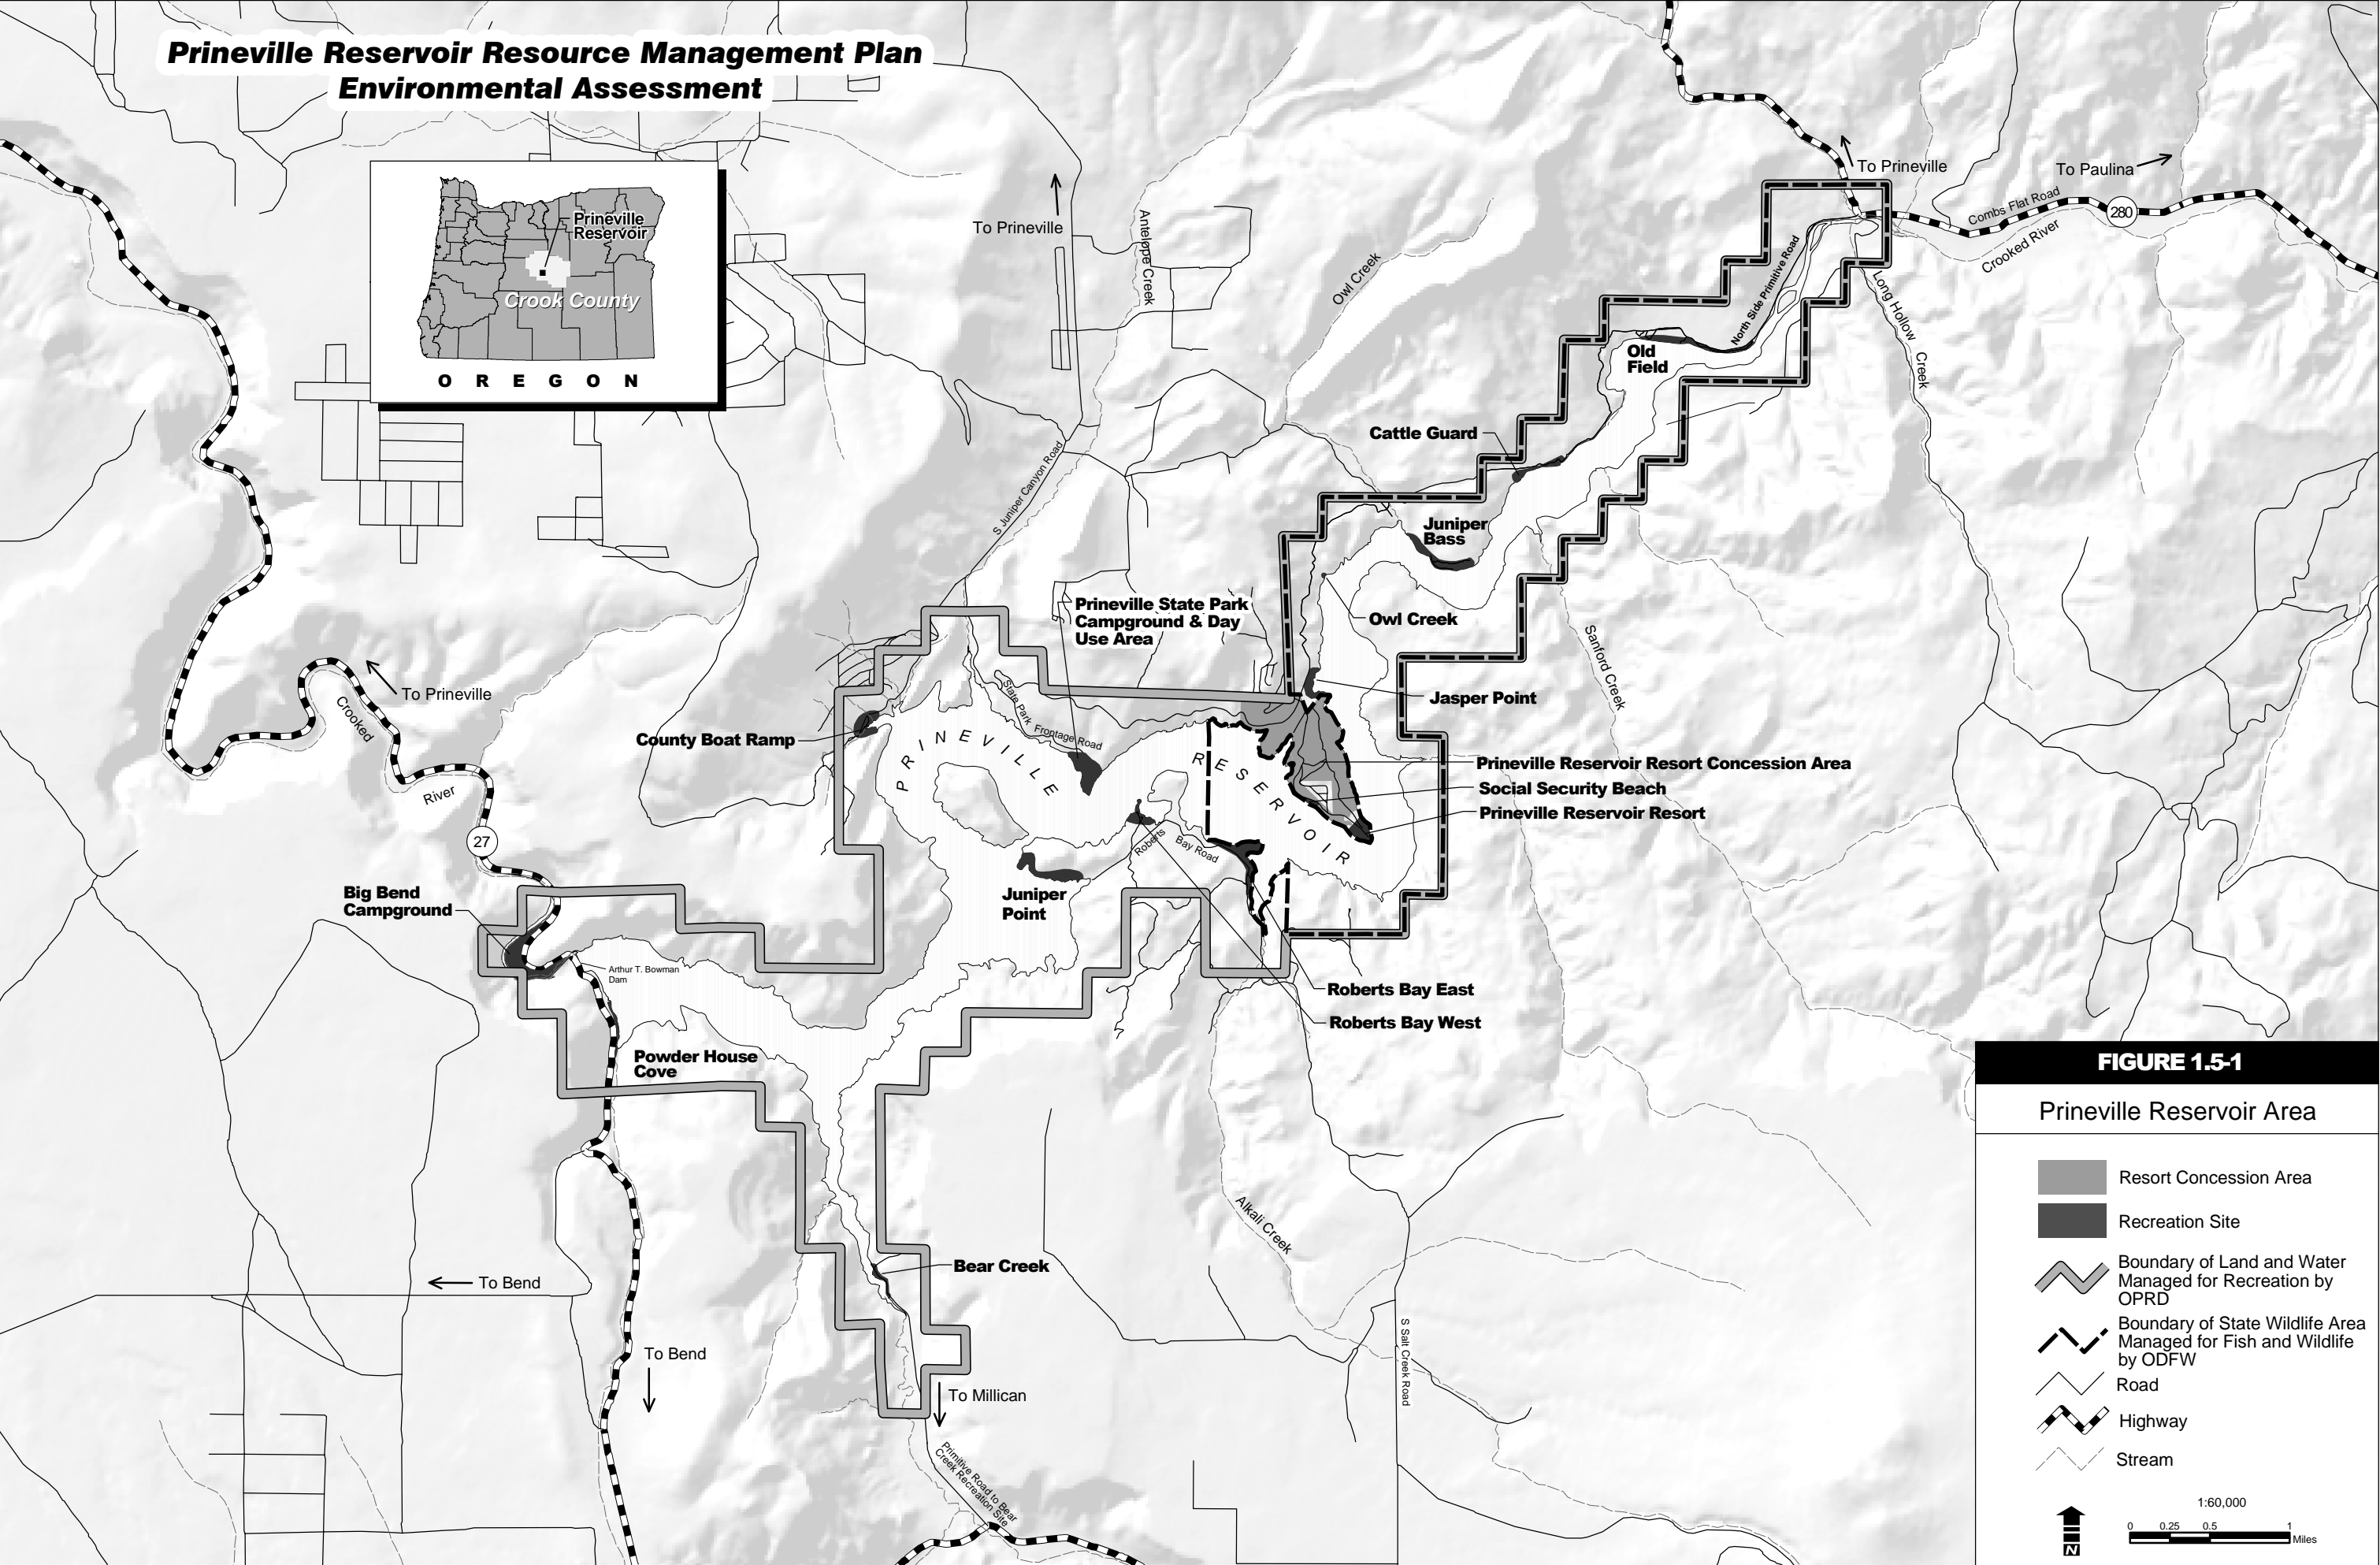 Prineville Reservoir Resource Management Plan
Environmental Assessment
Prineville
Reservoir
Crook County
OREGON
To Prineville
To Prineville
To Paulina
Combs Flat Road
280
Crooked River
Antelope Creek
Owl Creek
North Side Primitive Road
Long Hollow Creek
Old
Field
Cattle Guard
S Juniper Canyon Road
Juniper
Bass
Prineville State Park
Campground & Day
Use Area
Owl Creek
Sanford Creek
To Prineville
Crooked
River
State Park
Frontage Road
Jasper Point
County Boat Ramp
PRINEVILLE
RESERVOIR
Prineville Reservoir Resort Concession Area
Social Security Beach
Prineville Reservoir Resort
27
Roberts
Bay Road
Big Bend
Campground
Juniper
Point
Arthur T. Bowman
Dam
Roberts Bay East
Roberts Bay West
Powder House
Cove
Alkali Creek
Bear Creek
To Bend
To Bend
S Salt Creek Road
To Millican
Primitive Road to Bear
Creek Recreation Site
FIGURE 1.5-1
Prineville Reservoir Area
Resort Concession Area
Recreation Site
Boundary of Land and Water
Managed for Recreation by
OPRD
Boundary of State Wildlife Area
Managed for Fish and Wildlife
by ODFW
Road
Highway
Stream
1:60,000
0 0.25 0.5 1
Miles
N